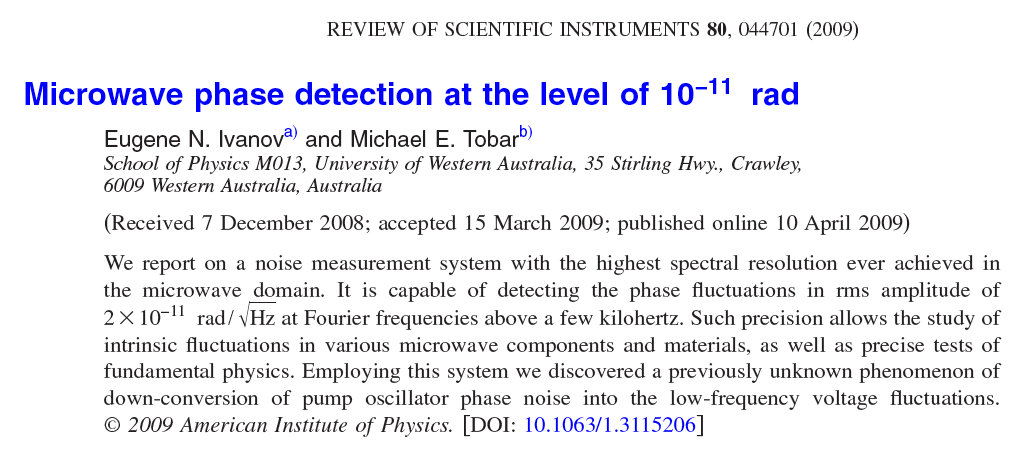 REVIEW OF SCIENTIFIC INSTRUMENTS 80, 044701 (2009)
Microwave phase detection at the level of 10⁻¹¹ rad
Eugene N. Ivanovᵃ⁾ and Michael E. Tobarᵇ⁾
School of Physics M013, University of Western Australia, 35 Stirling Hwy., Crawley,
6009 Western Australia, Australia
(Received 7 December 2008; accepted 15 March 2009; published online 10 April 2009)
We report on a noise measurement system with the highest spectral resolution ever achieved in
the microwave domain. It is capable of detecting the phase fluctuations in rms amplitude of
2×10⁻¹¹ rad/√Hz at Fourier frequencies above a few kilohertz. Such precision allows the study of
intrinsic fluctuations in various microwave components and materials, as well as precise tests of
fundamental physics. Employing this system we discovered a previously unknown phenomenon of
down-conversion of pump oscillator phase noise into the low-frequency voltage fluctuations.
© 2009 American Institute of Physics. [DOI: 10.1063/1.3115206]